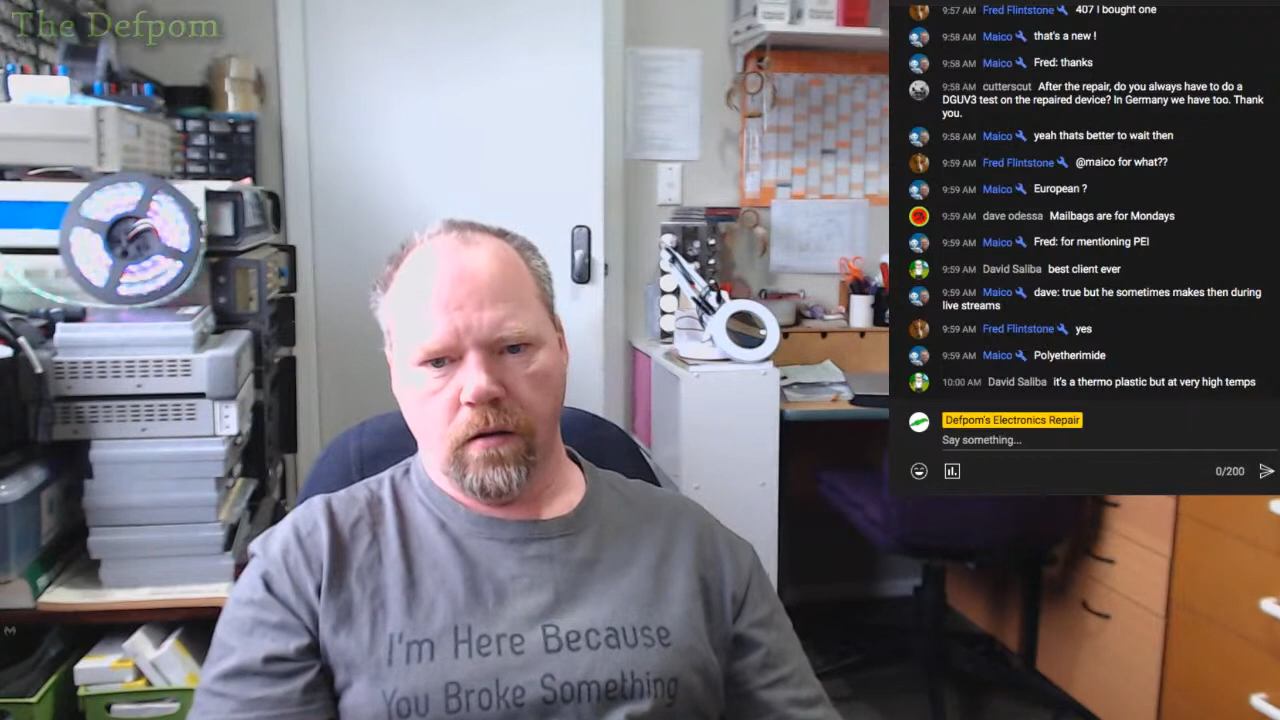 The Defpom
I'm Here Because
You Broke Something
9:57 AM Fred Flintstone 407 I bought one
9:58 AM Maico that's a new !
9:58 AM Maico Fred: thanks
9:58 AM cutterscut After the repair, do you always have to do a
DGUV3 test on the repaired device? In Germany we have too. Thank
you.
9:58 AM Maico yeah thats better to wait then
9:59 AM Fred Flintstone @maico for what??
9:59 AM Maico European ?
9:59 AM dave odessa Mailbags are for Mondays
9:59 AM Maico Fred: for mentioning PEI
9:59 AM David Saliba best client ever
9:59 AM Maico dave: true but he sometimes makes then during
live streams
9:59 AM Fred Flintstone yes
9:59 AM Maico Polyetherimide
10:00 AM David Saliba it's a thermo plastic but at very high temps
Defpom's Electronics Repair
Say something...
0/200